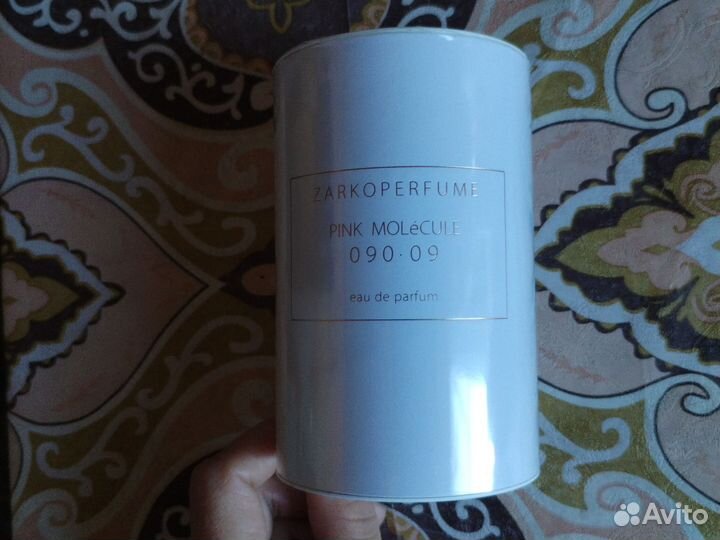 ZARKOPERFUME
PINK MOLéCULE
090·09
eau de parfum
Avito